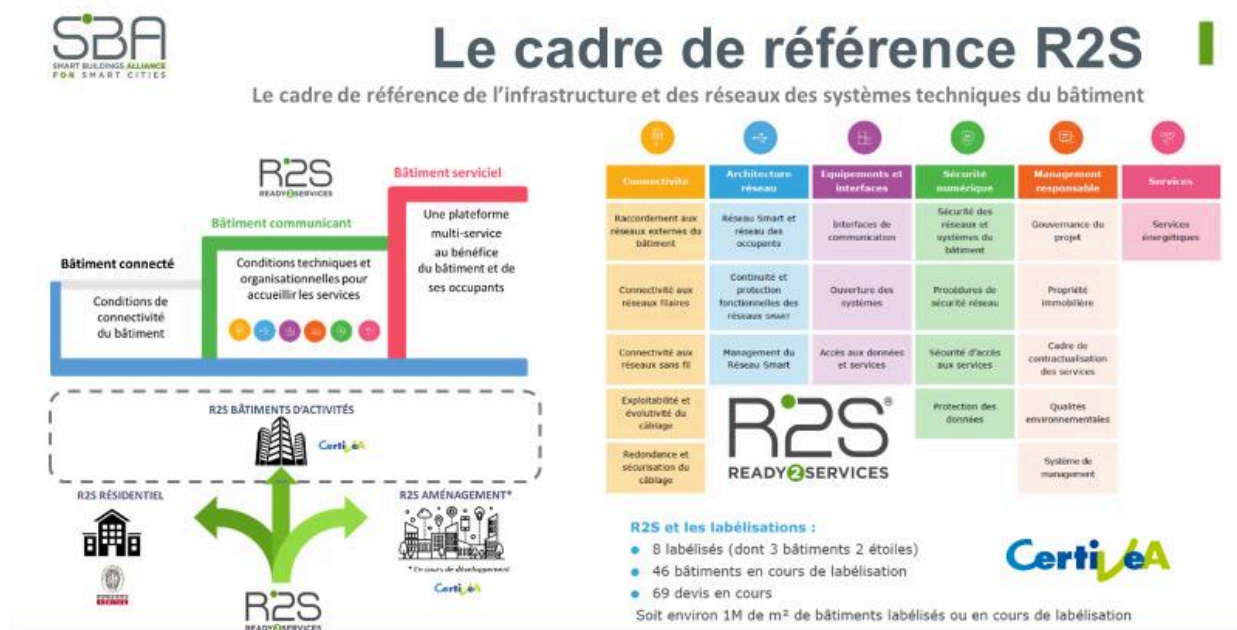 SBA
SMART BUILDINGS ALLIANCE
FOR SMART CITIES
Le cadre de référence R2S
Le cadre de référence de l'infrastructure et des réseaux des systèmes techniques du bâtiment
R2S
READY2SERVICES
Bâtiment serviciel
Une plateforme
multi-service
au bénéfice
du bâtiment et de
ses occupants
Bâtiment communicant
Conditions techniques et
organisationnelles pour
accueillir les services
Bâtiment connecté
Conditions de
connectivité
du bâtiment
R2S BÂTIMENTS D'ACTIVITÉS
CertivéA
R2S RÉSIDENTIEL
R2S AMÉNAGEMENT*
* En cours de développement
CertivéA
R2S
READY2SERVICES
Connectivité
Raccordement aux
réseaux externes du
bâtiment
Connectivité aux
réseaux filaires
Connectivité aux
réseaux sans fil
Exploitabilité et
évolutivité du
câblage
Redondance et
sécurisation du
câblage
Architecture
réseau
Réseau Smart et
réseau des
occupants
Continuité et
protection
fonctionnelles des
réseaux SMART
Management du
Réseau Smart
Equipements et
interfaces
Interfaces de
communication
Ouverture des
systèmes
Accès aux données
et services
Sécurité
numérique
Sécurité des
réseaux et
systèmes du
bâtiment
Procédures de
sécurité réseau
Sécurité d'accès
aux services
Protection des
données
Management
responsable
Gouvernance du
projet
Propriété
immobilière
Cadre de
contractualisation
des services
Qualités
environnementales
Système de
management
Services
Services
énergétiques
R2S®
READY2SERVICES
R2S et les labélisations :
● 8 labélisés (dont 3 bâtiments 2 étoiles)
● 46 bâtiments en cours de labélisation
● 69 devis en cours
Soit environ 1M de m² de bâtiments labélisés ou en cours de labélisation
CertivéA